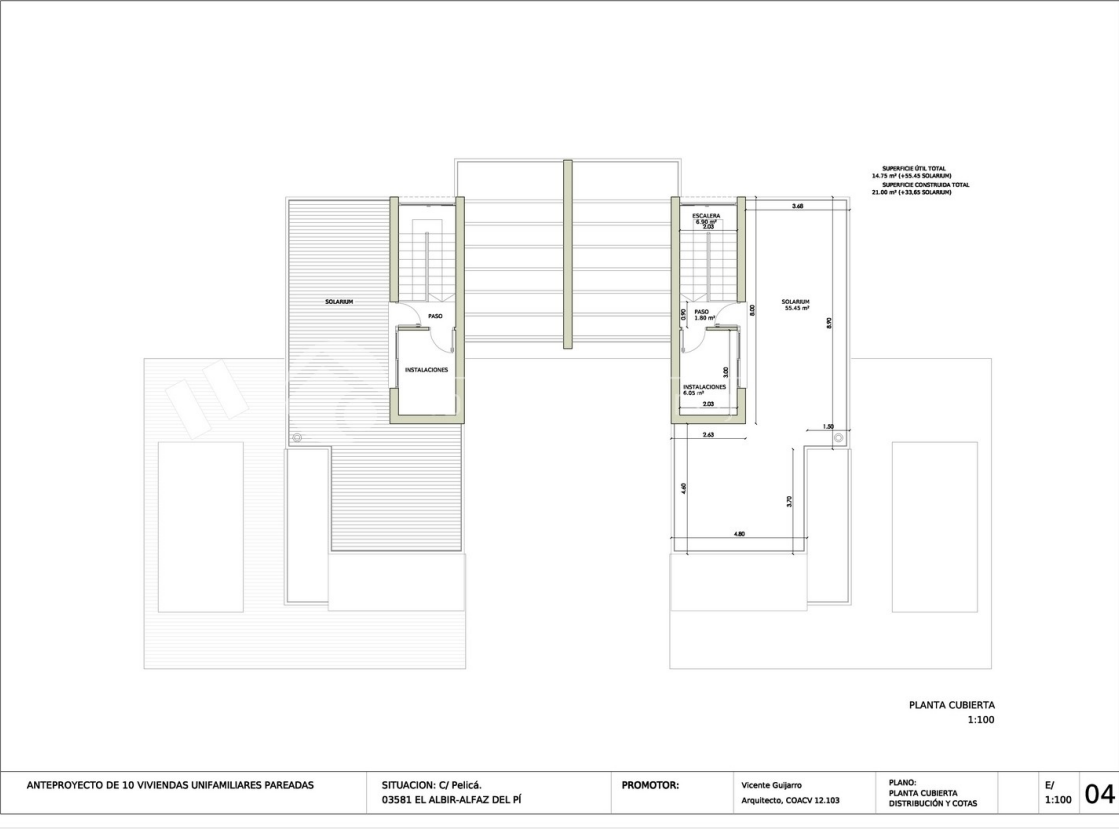 SUPERFICIE ÚTIL TOTAL
14.75 m² (+55.45 SOLARIUM)
SUPERFICIE CONSTRUIDA TOTAL
21.00 m² (+33,65 SOLARIUM)
3.68
ESCALERA
6.90 m²
2.03
SOLARIUM
SOLARIUM
55.45 m²
PASO
PASO
1.80 m²
0.90
8.00
8.90
INSTALACIONES
3.00
INSTALACIONES
6.05 m²
2.03
1.50
2.63
4.60
3.70
4.80
PLANTA CUBIERTA
1:100
ANTEPROYECTO DE 10 VIVIENDAS UNIFAMILIARES PAREADAS
SITUACION: C/ Pelicá.
03581 EL ALBIR-ALFAZ DEL PÍ
PROMOTOR:
Vicente Guijarro
Arquitecto, COACV 12.103
PLANO:
PLANTA CUBIERTA
DISTRIBUCIÓN Y COTAS
E/
1:100
04